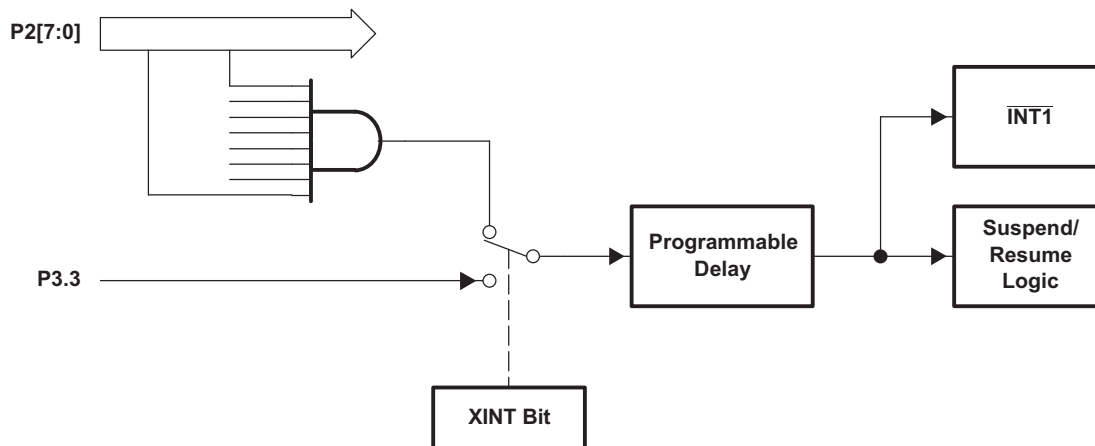 P2[7:0]
INT1
Programmable
Delay
Suspend/
Resume
Logic
P3.3
XINT Bit